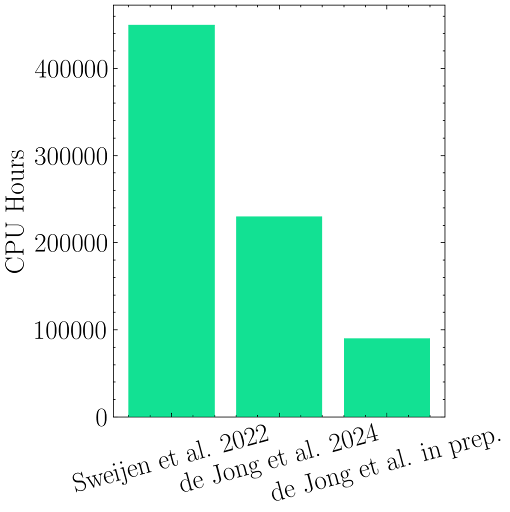 CPU Hours
400000
300000
200000
100000
0
Sweijen et al. 2022
de Jong et al. 2024
de Jong et al. in prep.